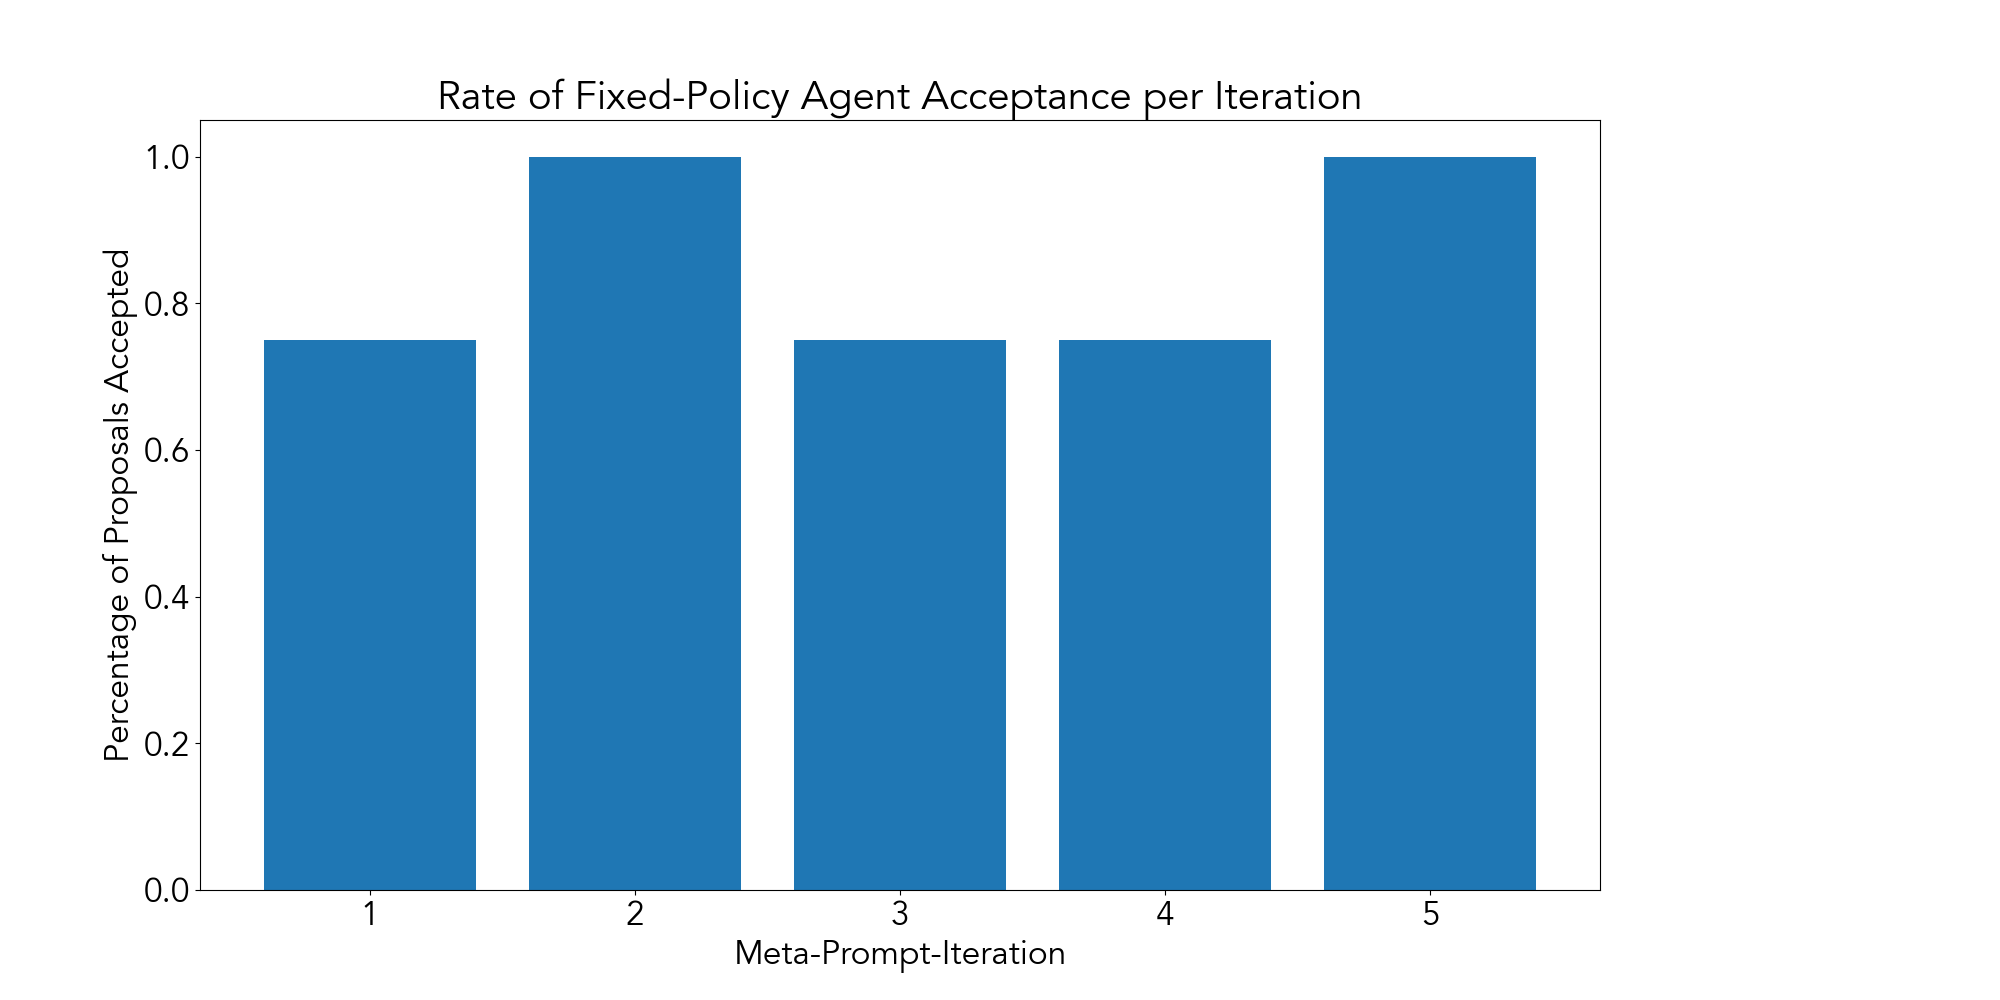 Rate of Fixed-Policy Agent Acceptance per Iteration
Percentage of Proposals Accepted
1.0
0.8
0.6
0.4
0.2
0.0
1 2 3 4 5
Meta-Prompt-Iteration